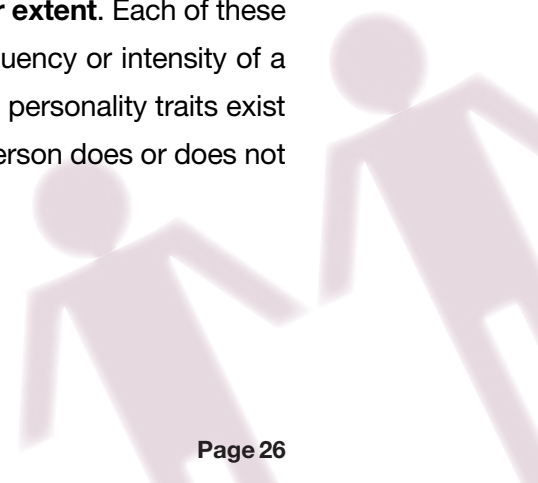 r extent. Each of these
uency or intensity of a
personality traits exist
erson does or does not
Page 26